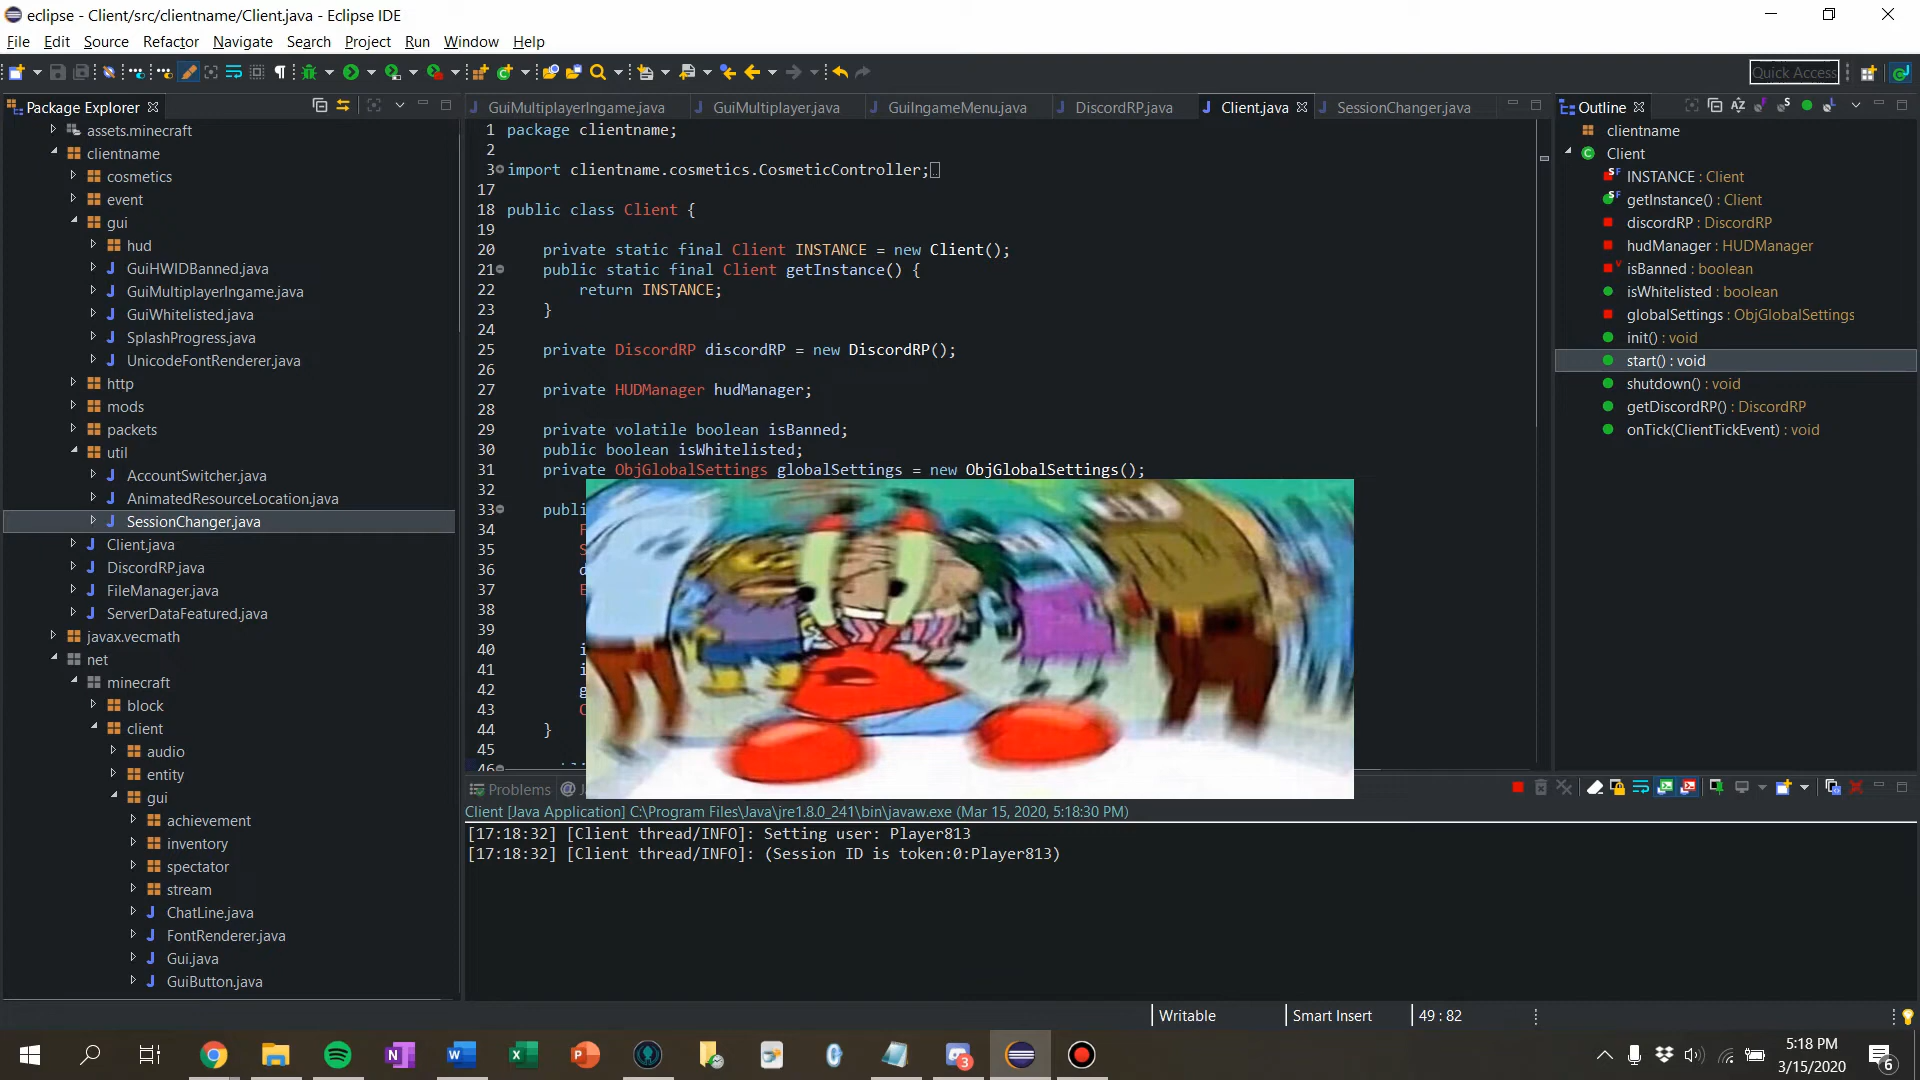 eclipse - Client/src/clientname/Client.java - Eclipse IDE
File Edit Source Refactor Navigate Search Project Run Window Help
Quick Access
Package Explorer
assets.minecraft
clientname
cosmetics
event
gui
hud
GuiHWIDBanned.java
GuiMultiplayerIngame.java
GuiWhitelisted.java
SplashProgress.java
UnicodeFontRenderer.java
http
mods
packets
util
AccountSwitcher.java
AnimatedResourceLocation.java
SessionChanger.java
Client.java
DiscordRP.java
FileManager.java
ServerDataFeatured.java
javax.vecmath
net
minecraft
block
client
audio
entity
gui
achievement
inventory
spectator
stream
ChatLine.java
FontRenderer.java
Gui.java
GuiButton.java
GuiMultiplayerIngame.java GuiMultiplayer.java GuiIngameMenu.java DiscordRP.java Client.java SessionChanger.java
1 package clientname;
2
3 import clientname.cosmetics.CosmeticController;
17
18 public class Client {
19
20 private static final Client INSTANCE = new Client();
21 public static final Client getInstance() {
22 return INSTANCE;
23 }
24
25 private DiscordRP discordRP = new DiscordRP();
26
27 private HUDManager hudManager;
28
29 private volatile boolean isBanned;
30 public boolean isWhitelisted;
31 private ObjGlobalSettings globalSettings = new ObjGlobalSettings();
32
33 publi
34 F
35 S
36 d
37 E
38
39
40 i
41 i
42 g
43 C
44 }
45
46
Outline
clientname
Client
INSTANCE : Client
getInstance() : Client
discordRP : DiscordRP
hudManager : HUDManager
isBanned : boolean
isWhitelisted : boolean
globalSettings : ObjGlobalSettings
init() : void
start() : void
shutdown() : void
getDiscordRP() : DiscordRP
onTick(ClientTickEvent) : void
Problems @ J
Client [Java Application] C:\Program Files\Java\jre1.8.0_241\bin\javaw.exe (Mar 15, 2020, 5:18:30 PM)
[17:18:32] [Client thread/INFO]: Setting user: Player813
[17:18:32] [Client thread/INFO]: (Session ID is token:0:Player813)
Writable Smart Insert 49 : 82
5:18 PM
3/15/2020
3
6